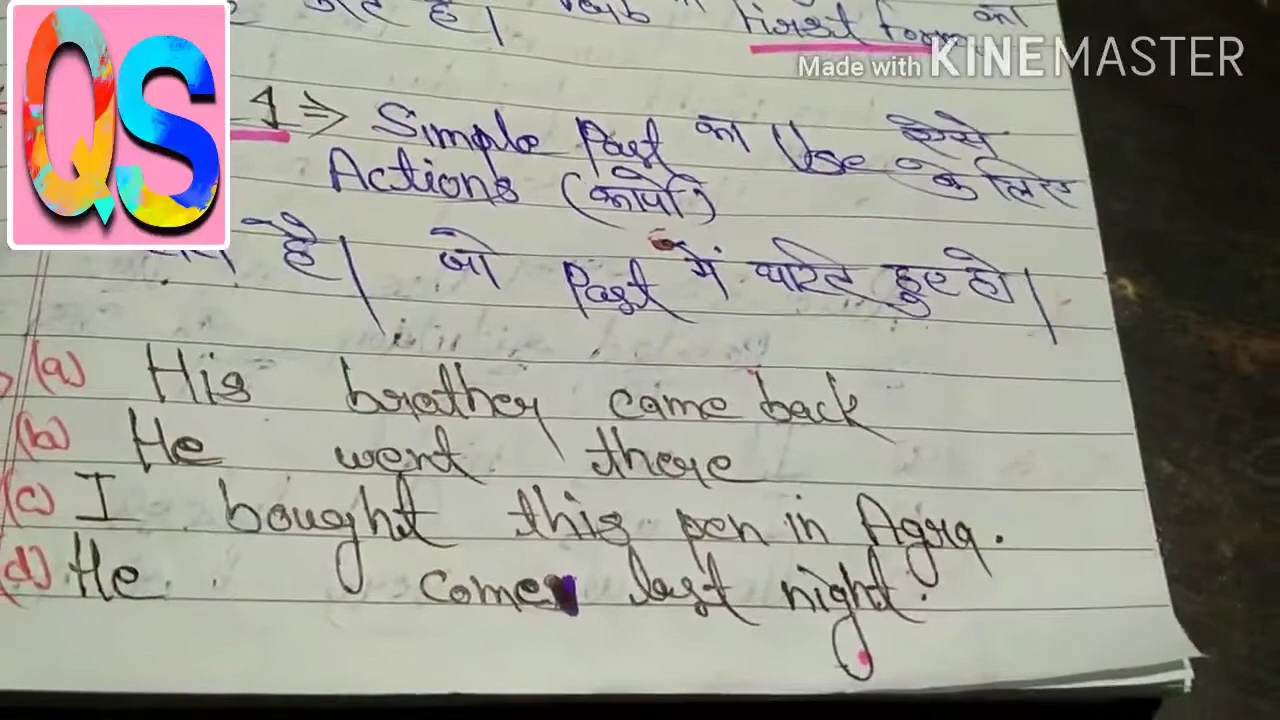 है। Verb First form का
Made with KINEMASTER
QS
1 ⇒ Simple Past का Use ऐसे
Actions (कार्यो) के लिए
है। जो Past में घटित हुए हो।
(a) His brother came back
(b) He went there
(c) I bought this pen in Agra.
(d) He come last night.